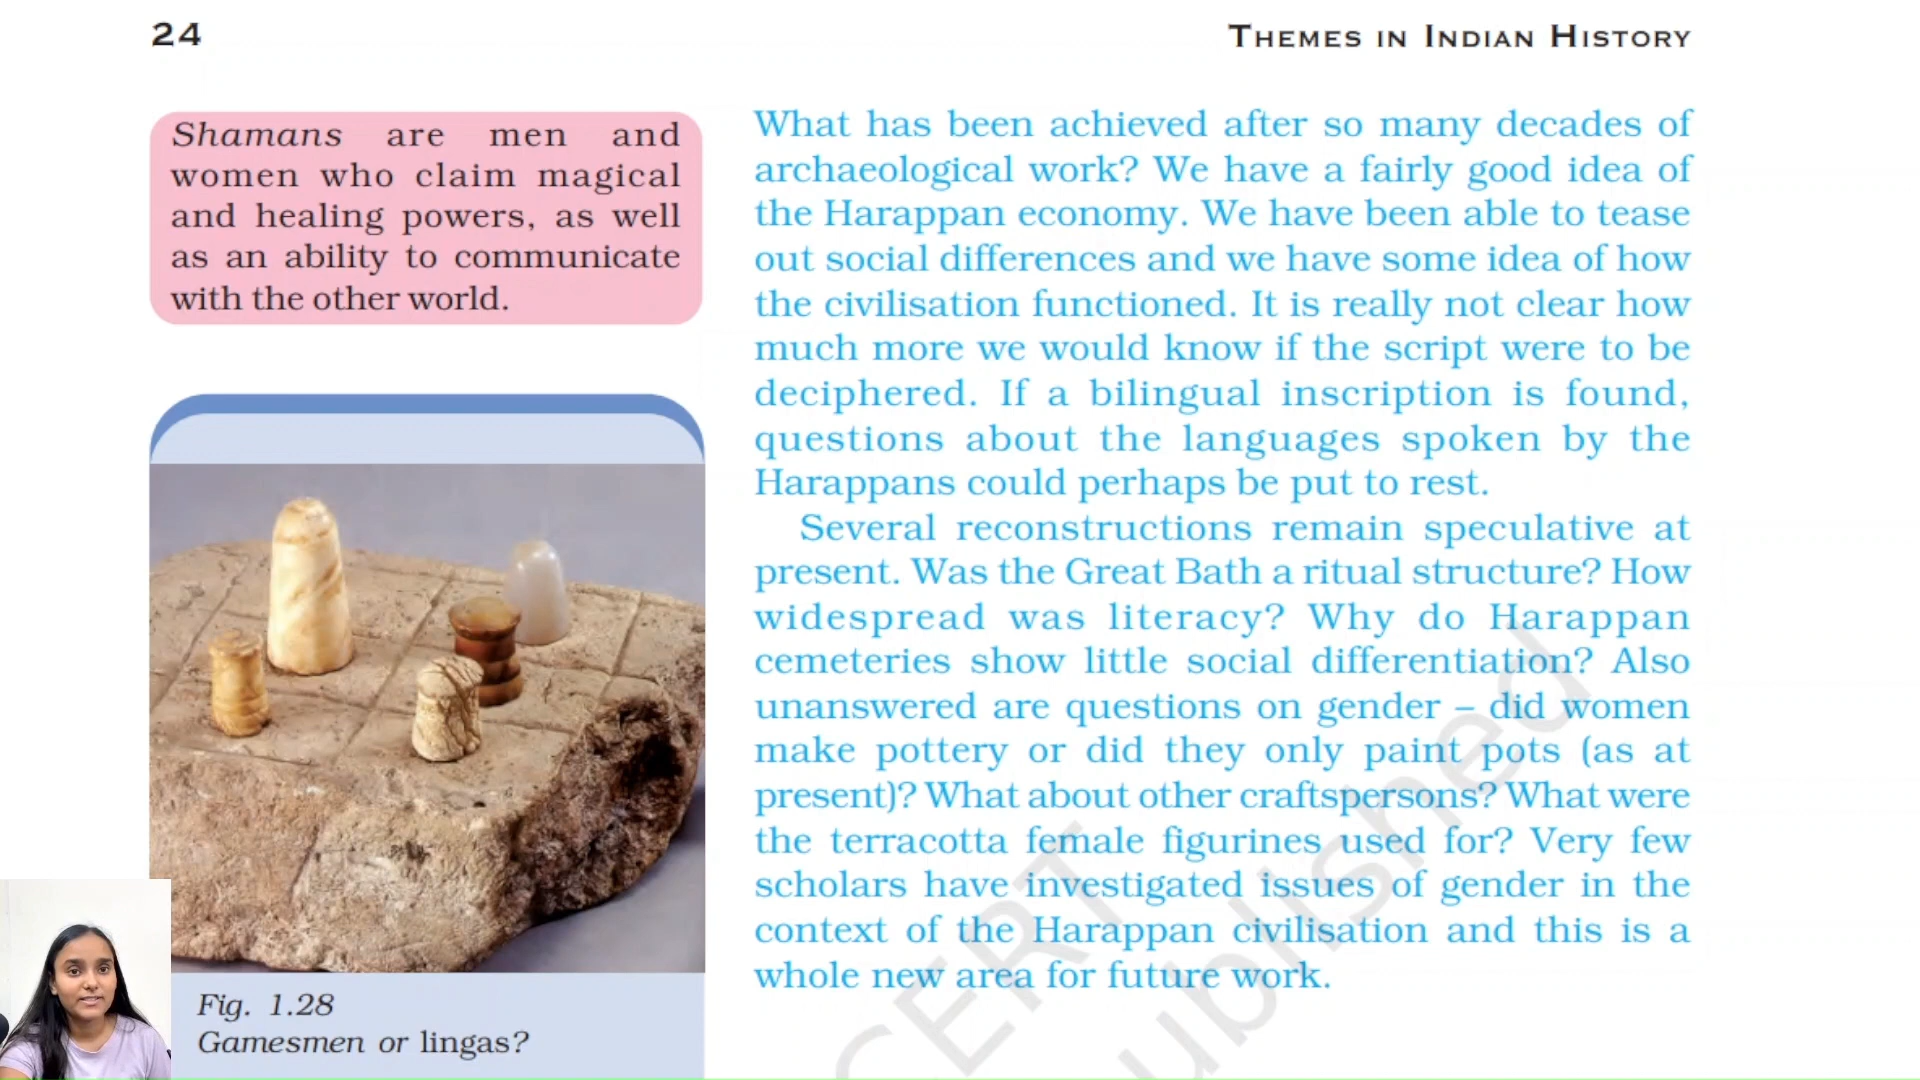 24
THEMES IN INDIAN HISTORY
Shamans are men and
women who claim magical
and healing powers, as well
as an ability to communicate
with the other world.
Fig. 1.28
Gamesmen or lingas?
What has been achieved after so many decades of
archaeological work? We have a fairly good idea of
the Harappan economy. We have been able to tease
out social differences and we have some idea of how
the civilisation functioned. It is really not clear how
much more we would know if the script were to be
deciphered. If a bilingual inscription is found,
questions about the languages spoken by the
Harappans could perhaps be put to rest.
Several reconstructions remain speculative at
present. Was the Great Bath a ritual structure? How
widespread was literacy? Why do Harappan
cemeteries show little social differentiation? Also
unanswered are questions on gender – did women
make pottery or did they only paint pots (as at
present)? What about other craftspersons? What were
the terracotta female figurines used for? Very few
scholars have investigated issues of gender in the
context of the Harappan civilisation and this is a
whole new area for future work.